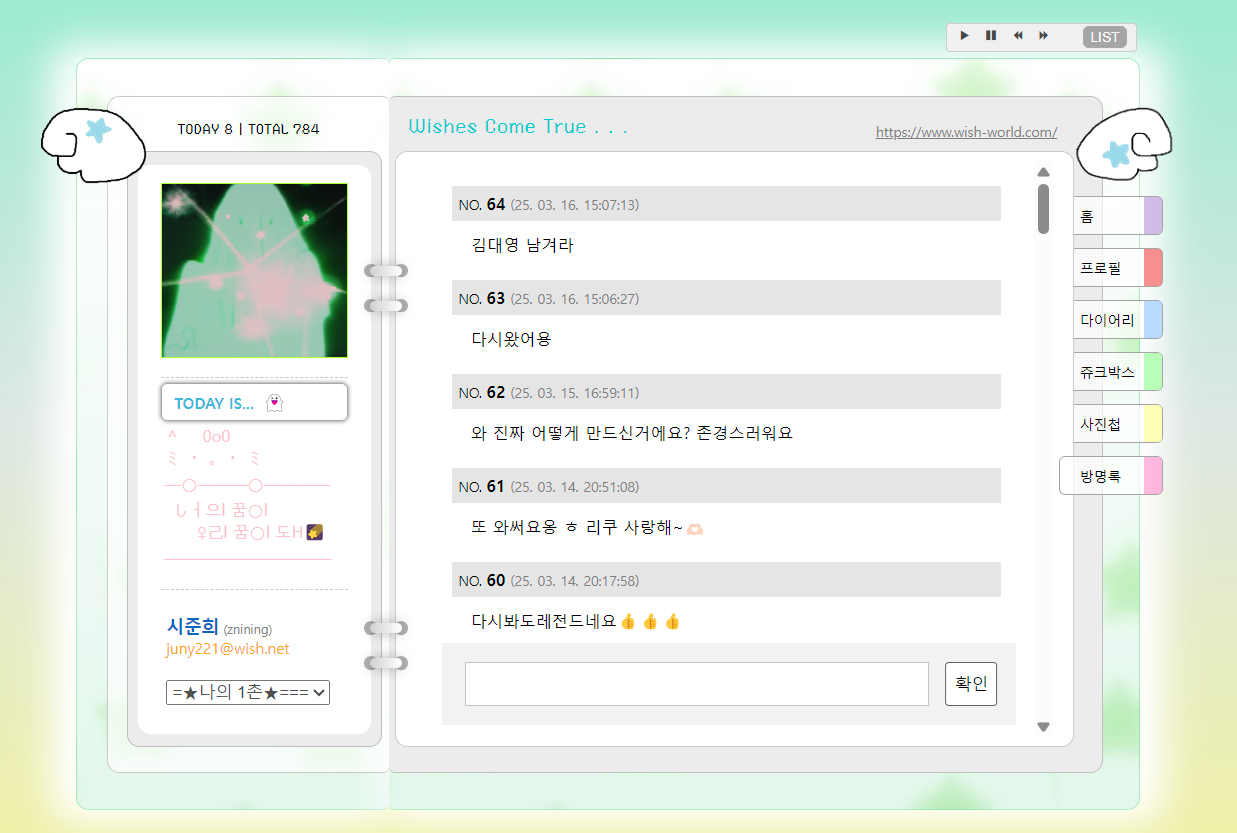 LIST
TODAY 8 | TOTAL 784
Wishes Come True . . .
https://www.wish-world.com/
TODAY IS... 👻
^ 0o0
ミ ・ 。 ・ ミ
―○―――○――――
し ㅓ 으l 꿈○l
♀리 꿈○l 도H🌠
시준희 (znining)
juny221@wish.net
=★나의 1촌★===
NO. 64 (25. 03. 16. 15:07:13)
김대영 남겨라
NO. 63 (25. 03. 16. 15:06:27)
다시왔어용
NO. 62 (25. 03. 15. 16:59:11)
와 진짜 어떻게 만드신거에요? 존경스러워요
NO. 61 (25. 03. 14. 20:51:08)
또 와써요옹 ㅎ 리쿠 사랑해~🫶🏻
NO. 60 (25. 03. 14. 20:17:58)
다시봐도레전드네요👍👍👍
확인
홈
프로필
다이어리
쥬크박스
사진첩
방명록